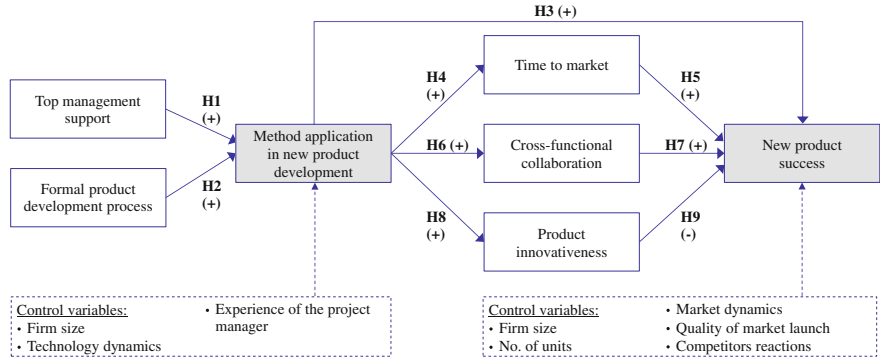 H3 (+)
Top management
support
H1
(+)
Formal product
development process
H2
(+)
Method application
in new product
development
H4
(+)
Time to market
H5
(+)
H6 (+)
Cross-functional
collaboration
H7 (+)
H8
(+)
Product
innovativeness
H9
(-)
New product
success
Control variables:
• Firm size
• Technology dynamics
• Experience of the project
manager
Control variables:
• Firm size
• No. of units
• Market dynamics
• Quality of market launch
• Competitors reactions